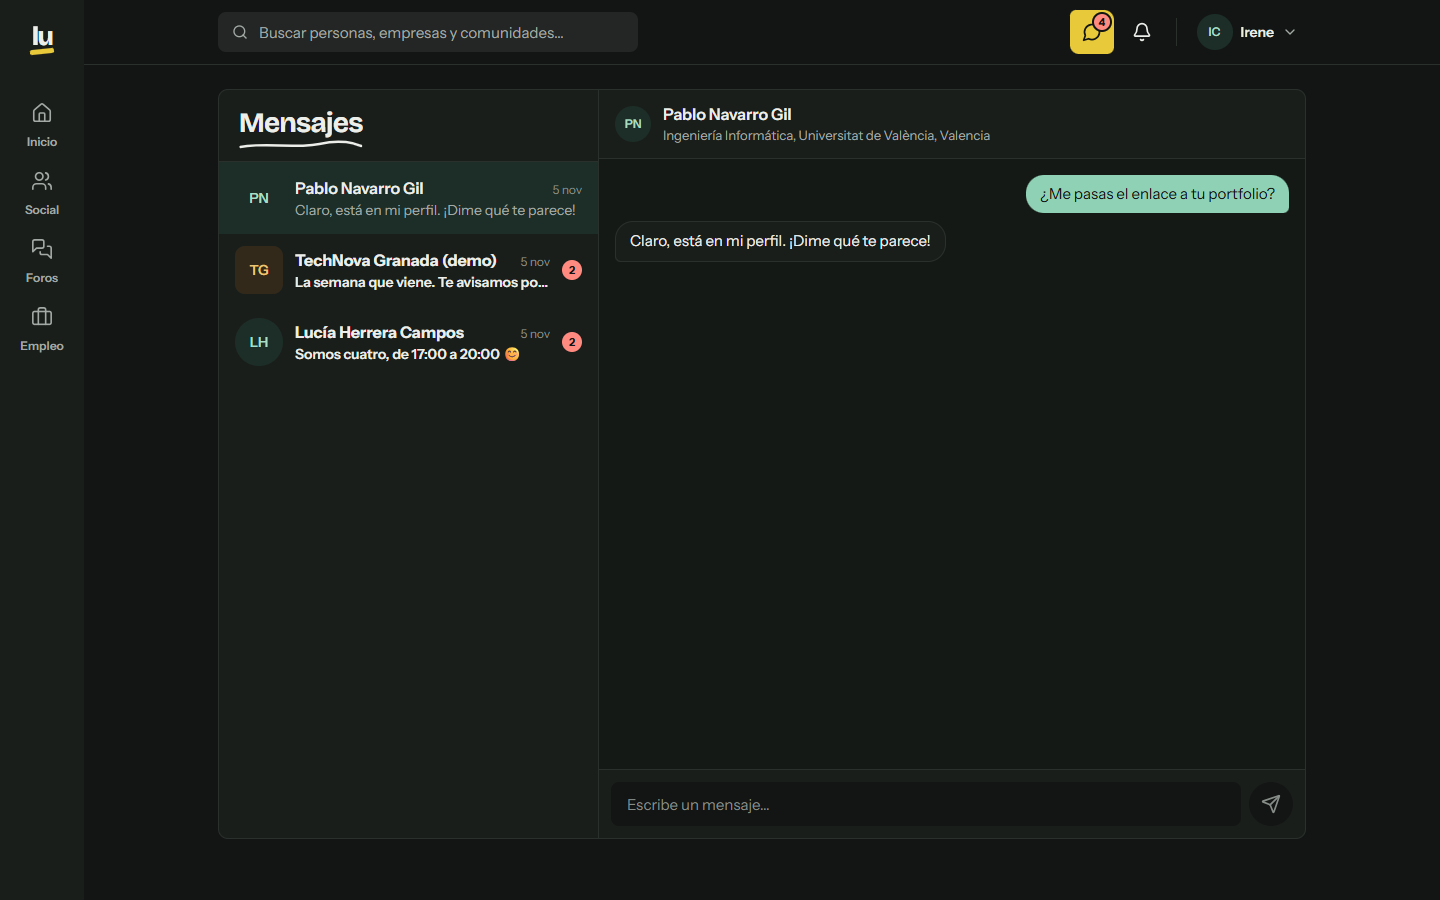 lu
Buscar personas, empresas y comunidades...
4
IC
Irene
Inicio
Social
Foros
Empleo
Mensajes
PN
Pablo Navarro Gil
5 nov
Claro, está en mi perfil. ¡Dime qué te parece!
TG
TechNova Granada (demo)
5 nov
La semana que viene. Te avisamos po...
2
LH
Lucía Herrera Campos
5 nov
Somos cuatro, de 17:00 a 20:00 😊
2
PN
Pablo Navarro Gil
Ingeniería Informática, Universitat de València, Valencia
¿Me pasas el enlace a tu portfolio?
Claro, está en mi perfil. ¡Dime qué te parece!
Escribe un mensaje...